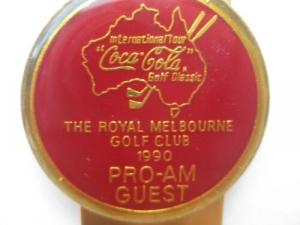 International Tour
"Coca-Cola"
Golf Classic
THE ROYAL MELBOURNE
GOLF CLUB
1990
PRO-AM
GUEST